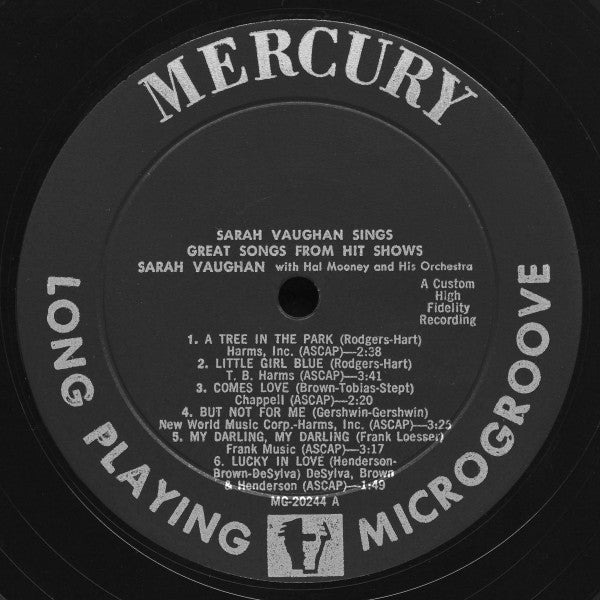 MERCURY
SARAH VAUGHAN SINGS
GREAT SONGS FROM HIT SHOWS
SARAH VAUGHAN with Hal Mooney and His Orchestra
A Custom
High
Fidelity
Recording
1. A TREE IN THE PARK (Rodgers-Hart)
Harms, Inc. (ASCAP)—2:38
2. LITTLE GIRL BLUE (Rodgers-Hart)
T. B. Harms (ASCAP)—3:41
3. COMES LOVE (Brown-Tobias-Stept)
Chappell (ASCAP)—2:20
4. BUT NOT FOR ME (Gershwin-Gershwin)
New World Music Corp.-Harms, Inc. (ASCAP)—3:25
5. MY DARLING, MY DARLING (Frank Loesser)
Frank Music (ASCAP)—3:17
6. LUCKY IN LOVE (Henderson-
Brown-DeSylva) DeSylva, Brown
& Henderson (ASCAP)—1:49
MG-20244 A
LONG PLAYING MICROGROOVE